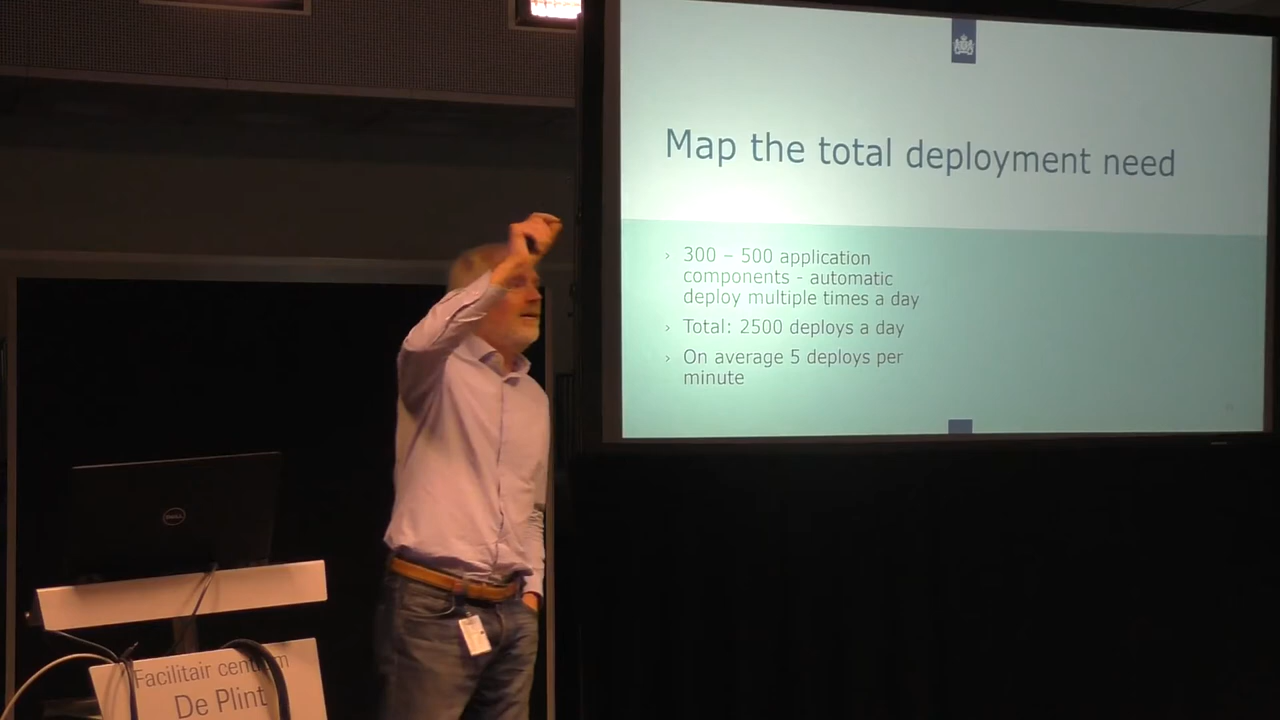 Map the total deployment need
› 300 – 500 application
components - automatic
deploy multiple times a day
› Total: 2500 deploys a day
› On average 5 deploys per
minute
DELL
Facilitair centrum
De Plint